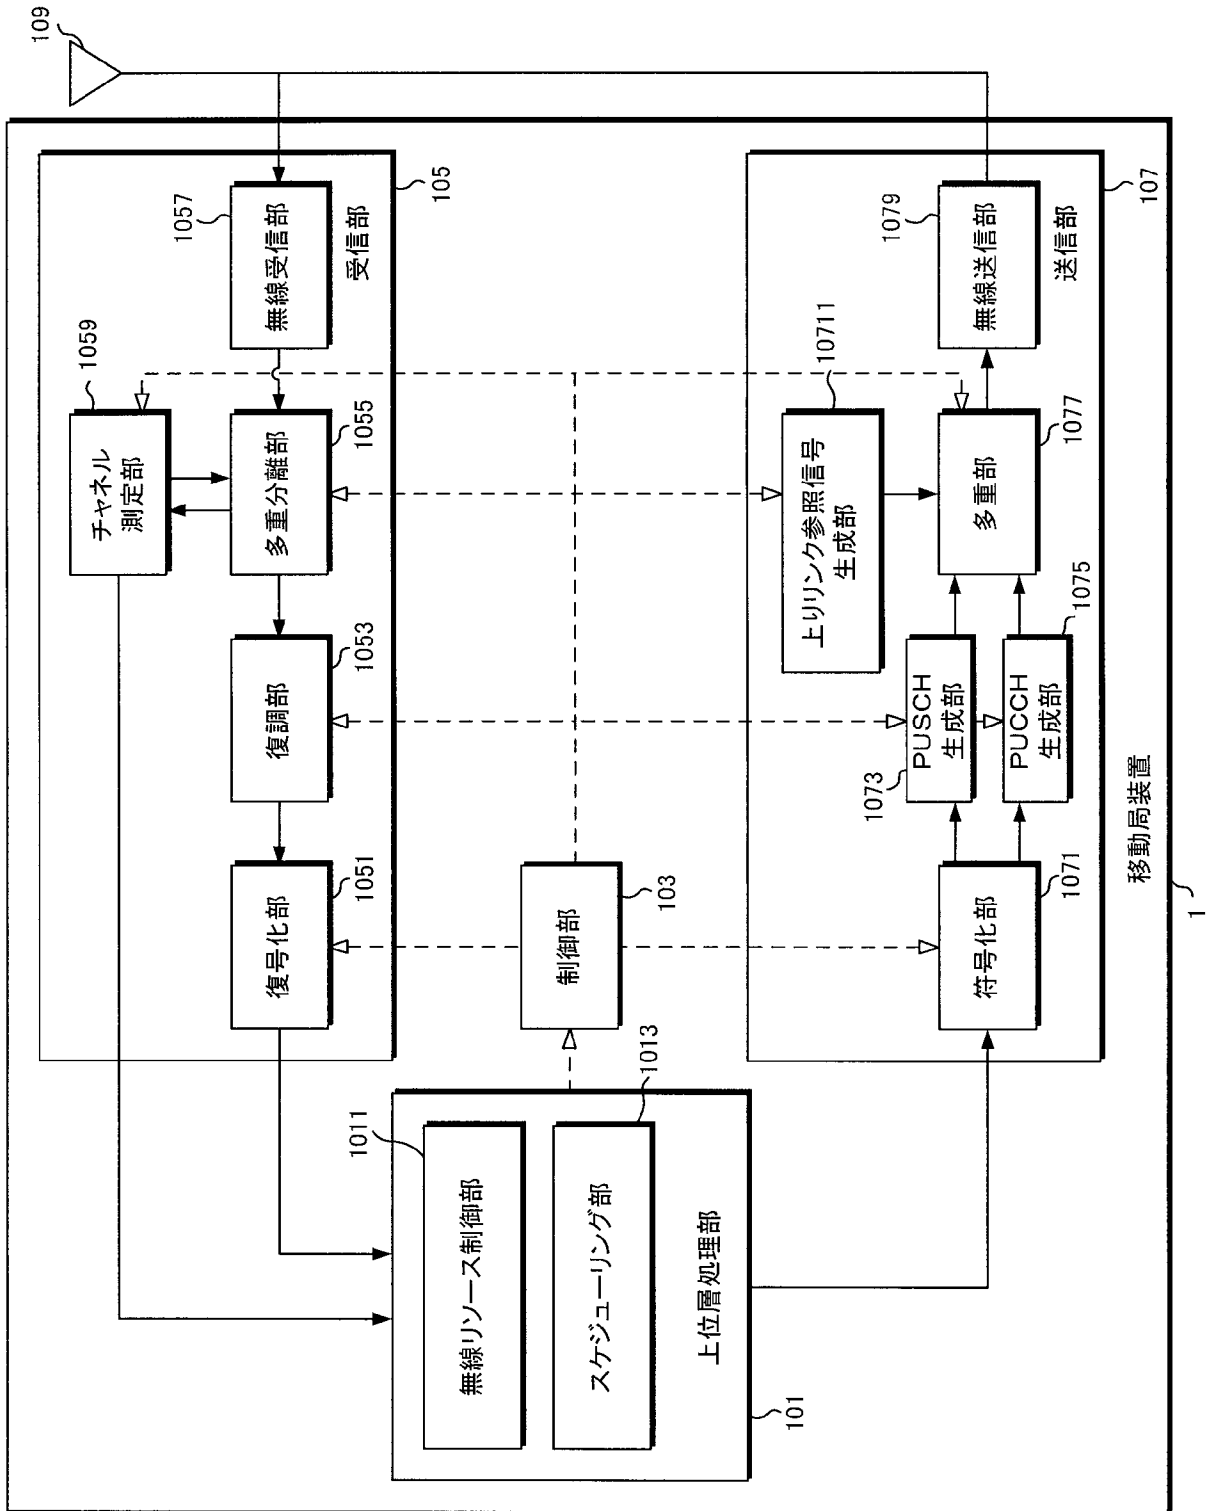 109
1057
無線受信部
受信部
105
1059
チャネル
測定部
1055
多重分離部
1053
復調部
1051
復号化部
103
制御部
1011
無線リソース制御部
1013
スケジューリング部
上位層処理部
101
1079
無線送信部
送信部
107
10711
上りリンク参照信号
生成部
1077
多重部
1073
PUSCH
生成部
1075
PUCCH
生成部
1071
符号化部
移動局装置
1